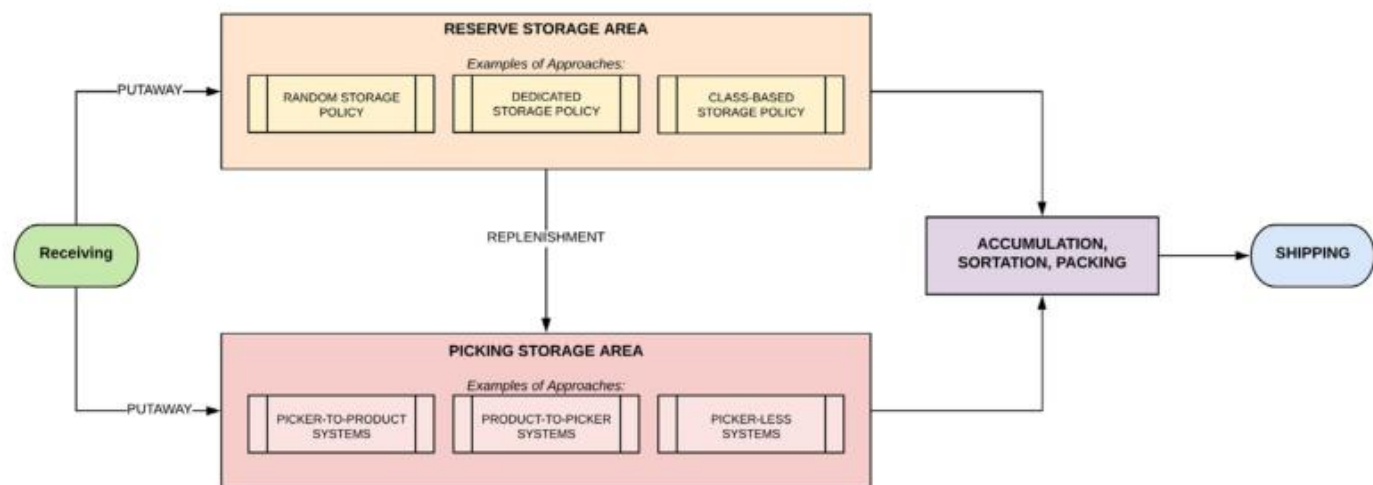 RESERVE STORAGE AREA
Examples of Approaches:
PUTAWAY
RANDOM STORAGE
POLICY
DEDICATED
STORAGE POLICY
CLASS-BASED
STORAGE POLICY
Receiving
REPLENISHMENT
ACCUMULATION,
SORTATION, PACKING
SHIPPING
PICKING STORAGE AREA
Examples of Approaches:
PUTAWAY
PICKER-TO-PRODUCT
SYSTEMS
PRODUCT-TO-PICKER
SYSTEMS
PICKER-LESS
SYSTEMS